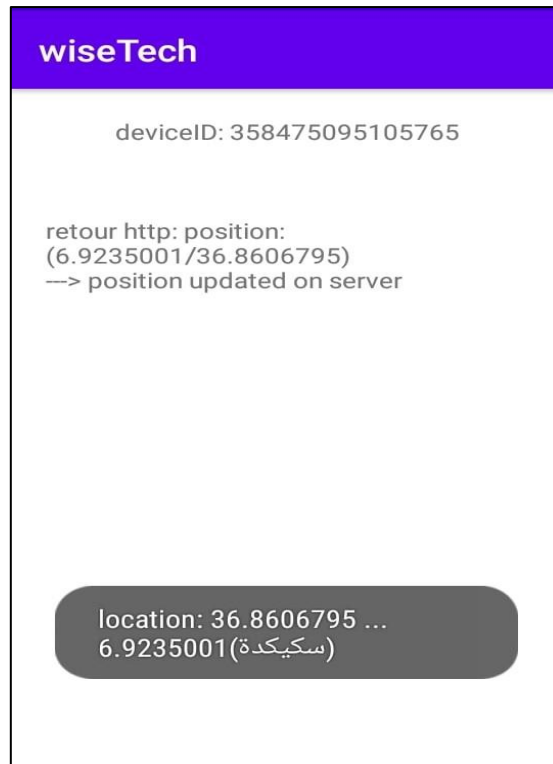 wiseTech
deviceID: 358475095105765
retour http: position:
(6.9235001/36.8606795)
---> position updated on server
location: 36.8606795 ...
6.9235001(سكيكدة)